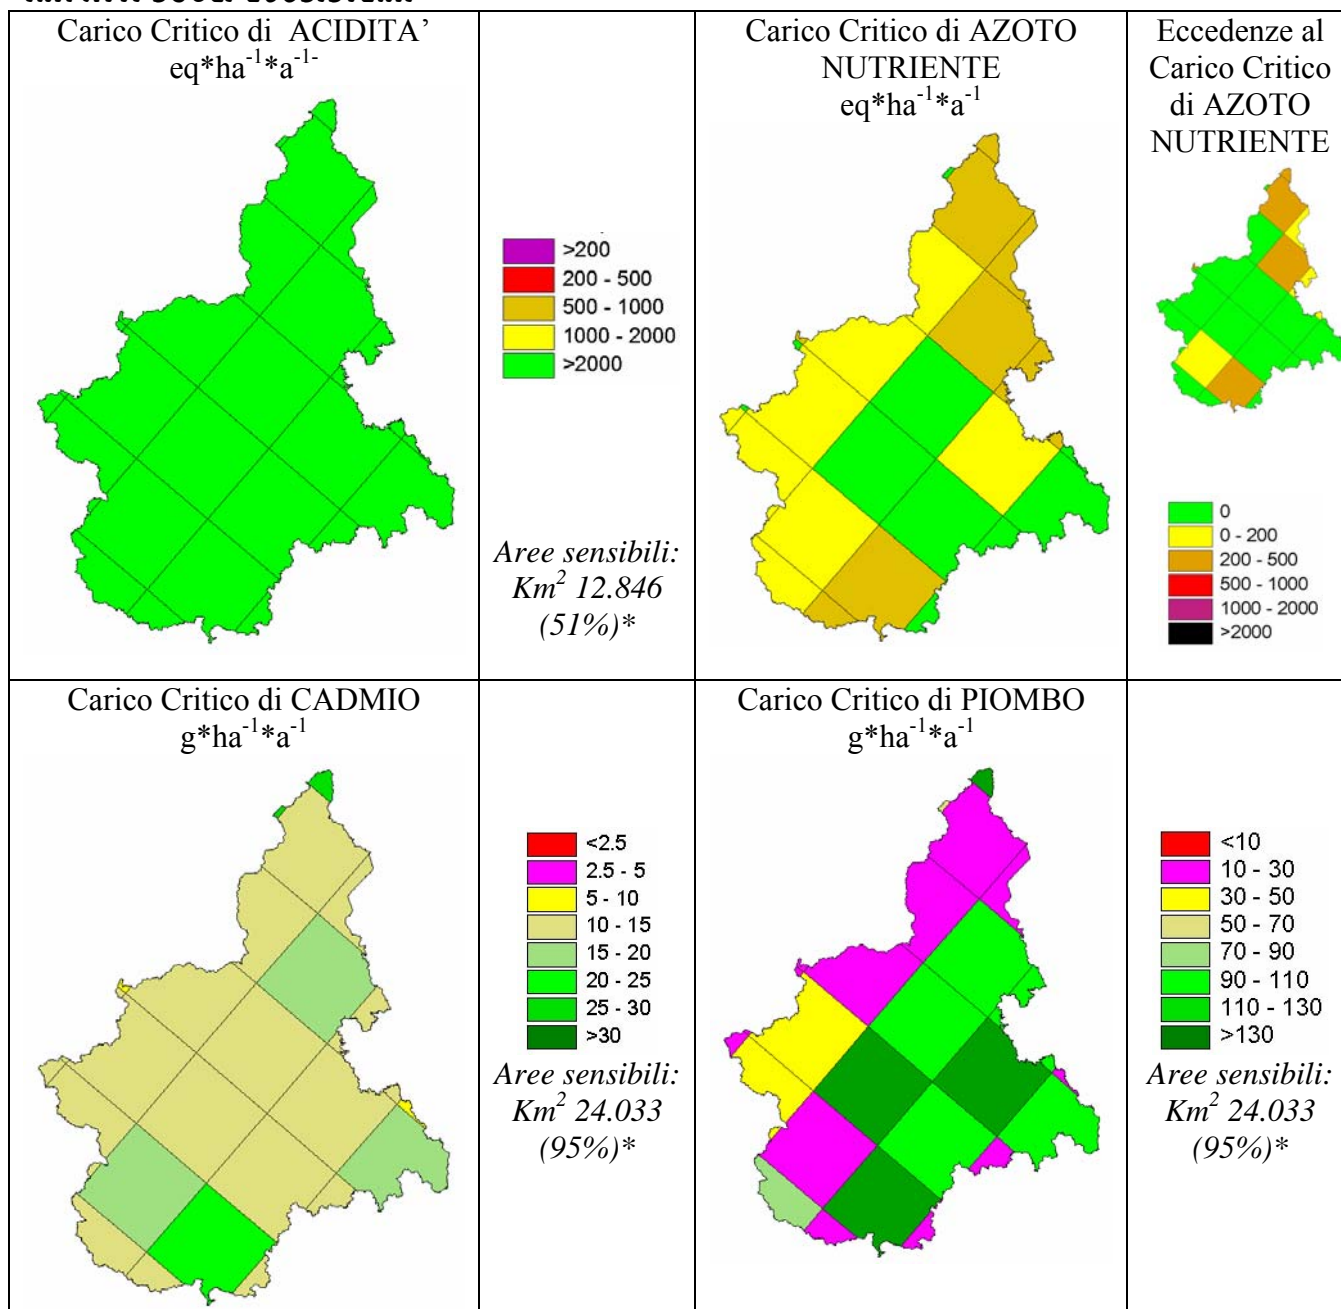 Carico Critico di ACIDITA’
eq*ha-1*a-1-
>200
200 - 500
500 - 1000
1000 - 2000
>2000
Aree sensibili:
Km2 12.846
(51%)*
Carico Critico di AZOTO
NUTRIENTE
eq*ha-1*a-1
Eccedenze al
Carico Critico
di AZOTO
NUTRIENTE
0
0 - 200
200 - 500
500 - 1000
1000 - 2000
>2000
Carico Critico di CADMIO
g*ha-1*a-1
<2.5
2.5 - 5
5 - 10
10 - 15
15 - 20
20 - 25
25 - 30
>30
Aree sensibili:
Km2 24.033
(95%)*
Carico Critico di PIOMBO
g*ha-1*a-1
<10
10 - 30
30 - 50
50 - 70
70 - 90
90 - 110
110 - 130
>130
Aree sensibili:
Km2 24.033
(95%)*